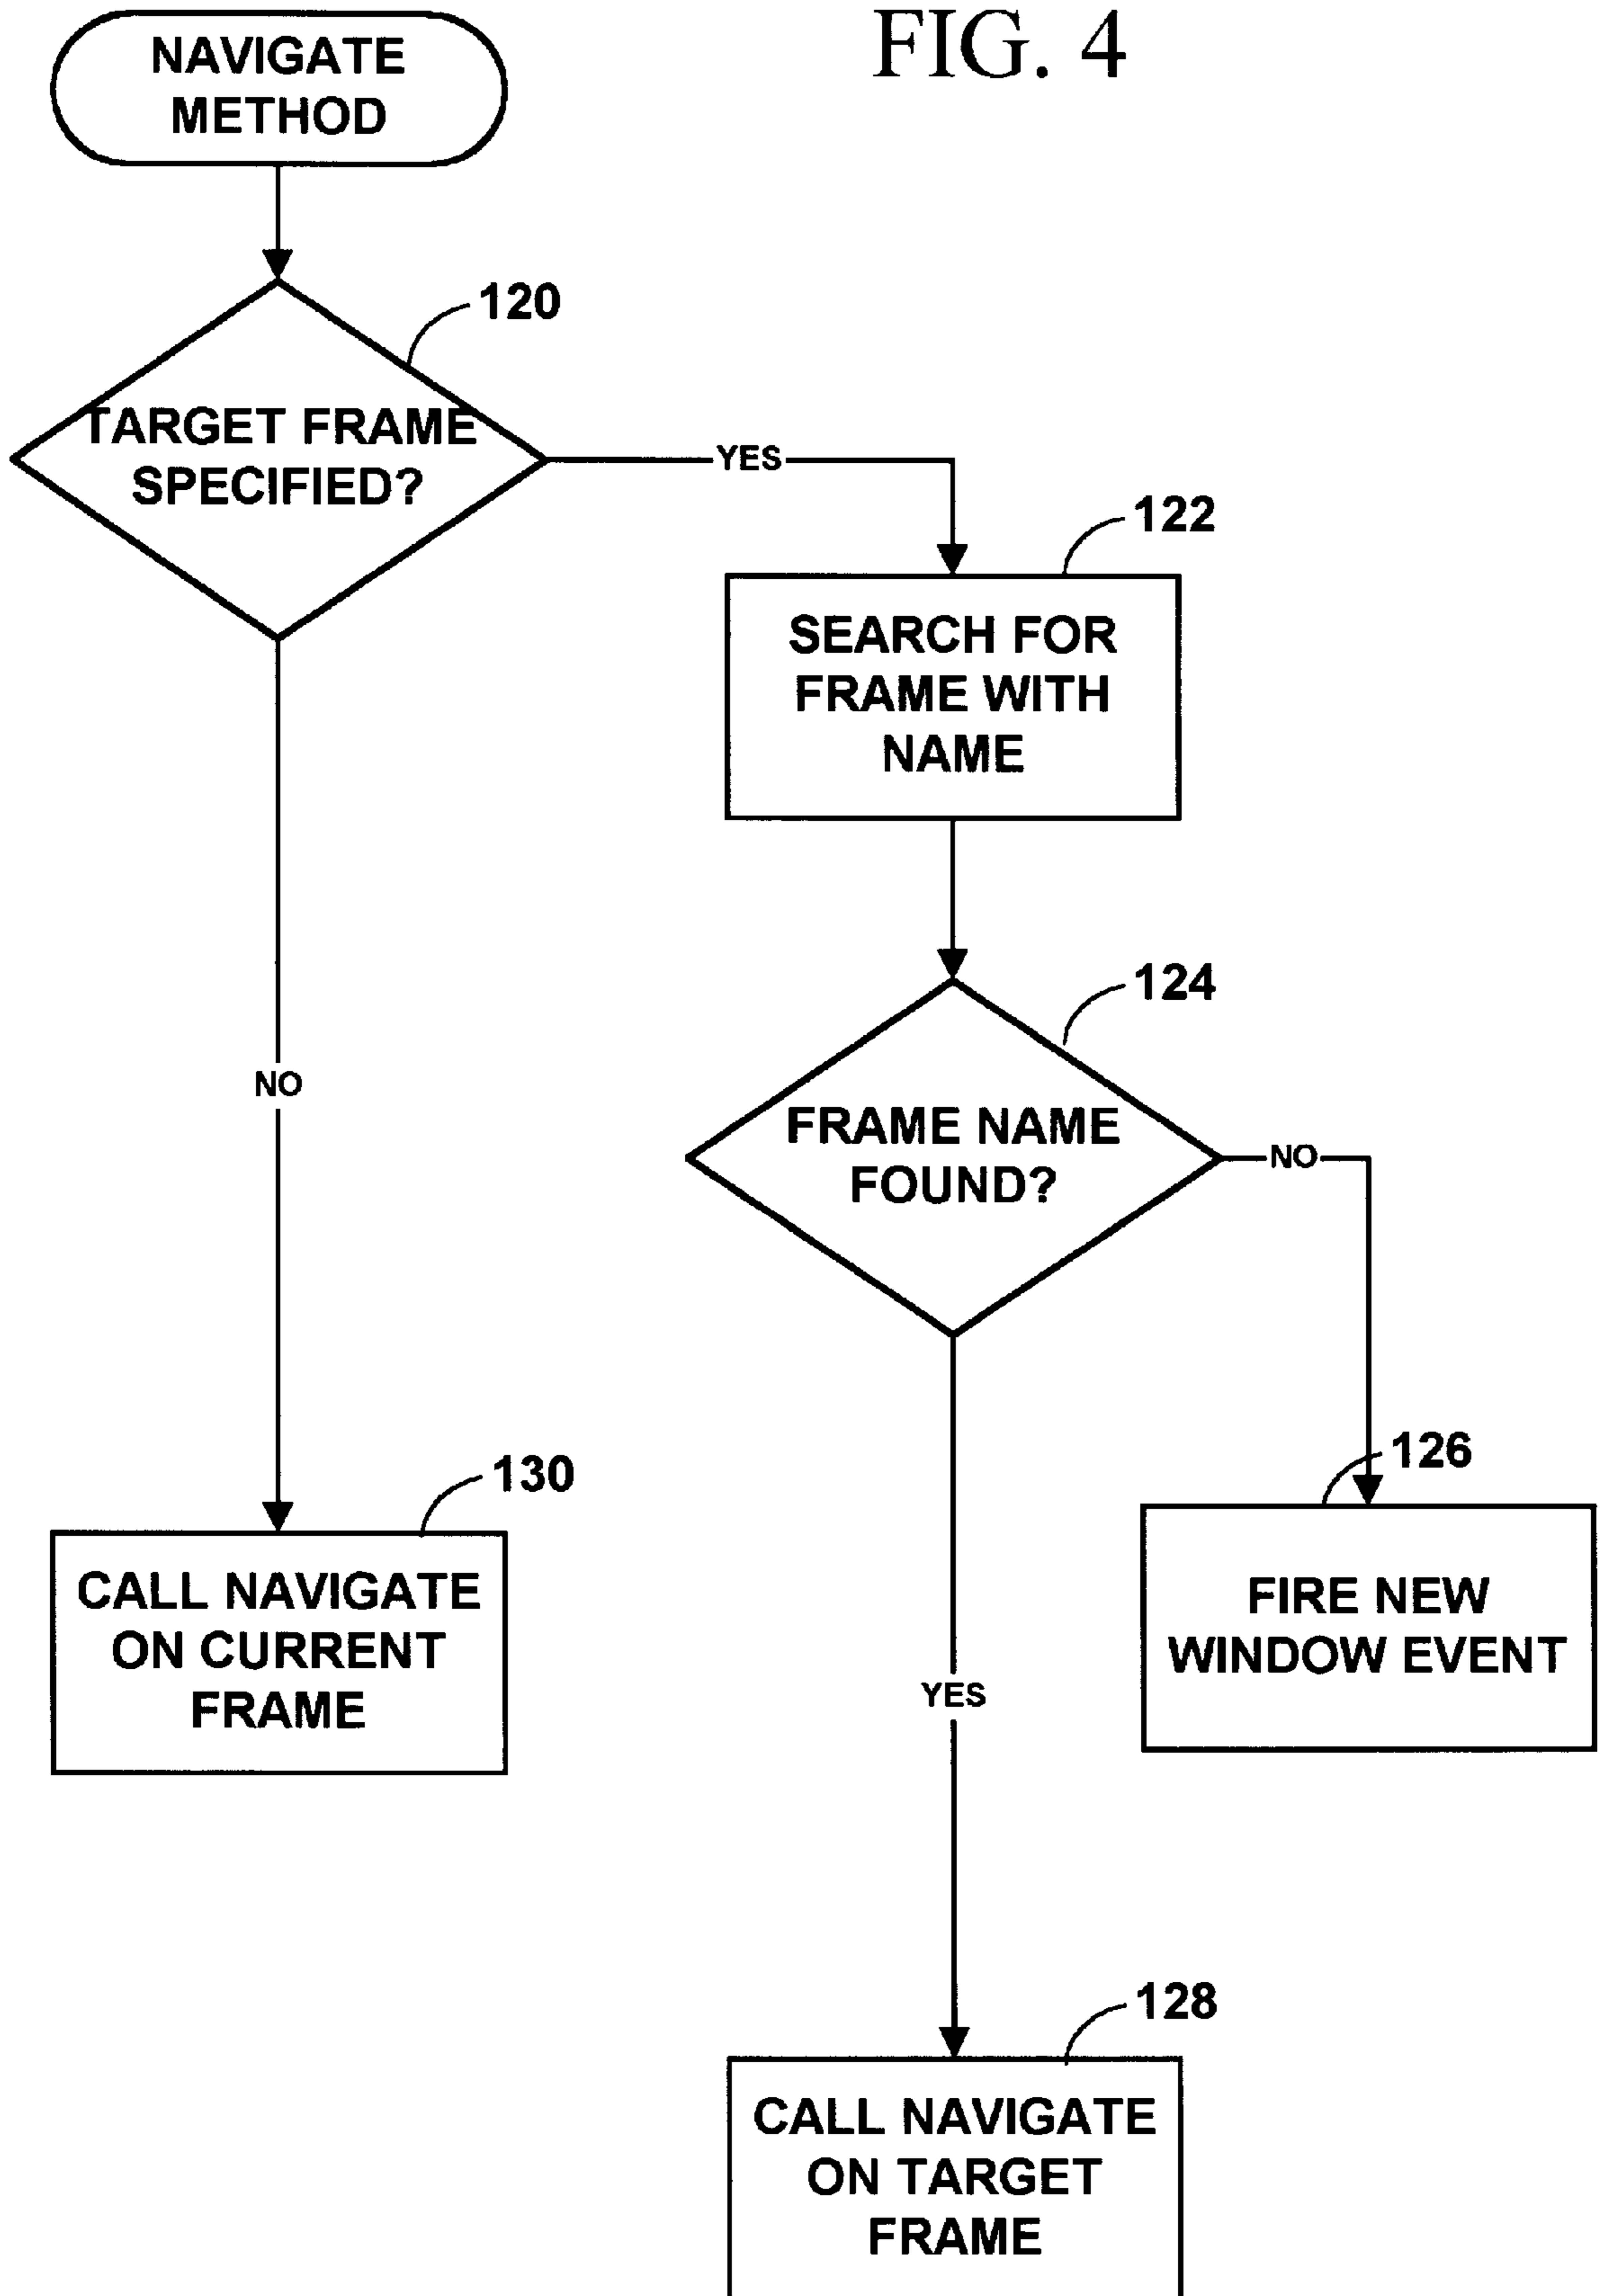 FIG. 4
NAVIGATE
METHOD
120
TARGET FRAME
SPECIFIED?
YES
122
SEARCH FOR
FRAME WITH
NAME
124
FRAME NAME
FOUND?
NO
NO
126
FIRE NEW
WINDOW EVENT
130
CALL NAVIGATE
ON CURRENT
FRAME
YES
128
CALL NAVIGATE
ON TARGET
FRAME